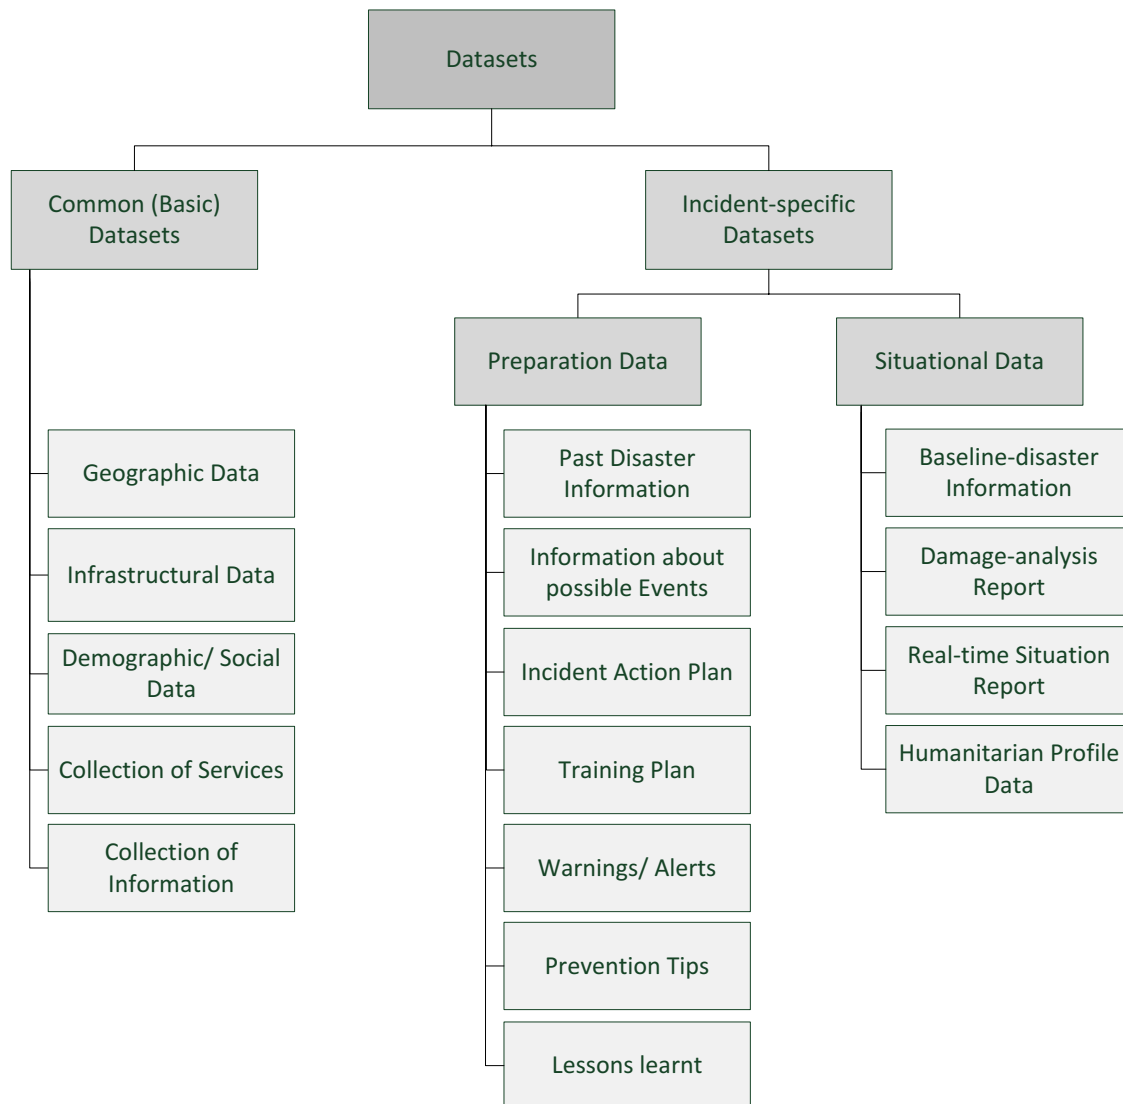 Datasets
Common (Basic)
Datasets
Incident-specific
Datasets
Preparation Data
Situational Data
Geographic Data
Infrastructural Data
Demographic/ Social
Data
Collection of Services
Collection of
Information
Past Disaster
Information
Information about
possible Events
Incident Action Plan
Training Plan
Warnings/ Alerts
Prevention Tips
Lessons learnt
Baseline-disaster
Information
Damage-analysis
Report
Real-time Situation
Report
Humanitarian Profile
Data